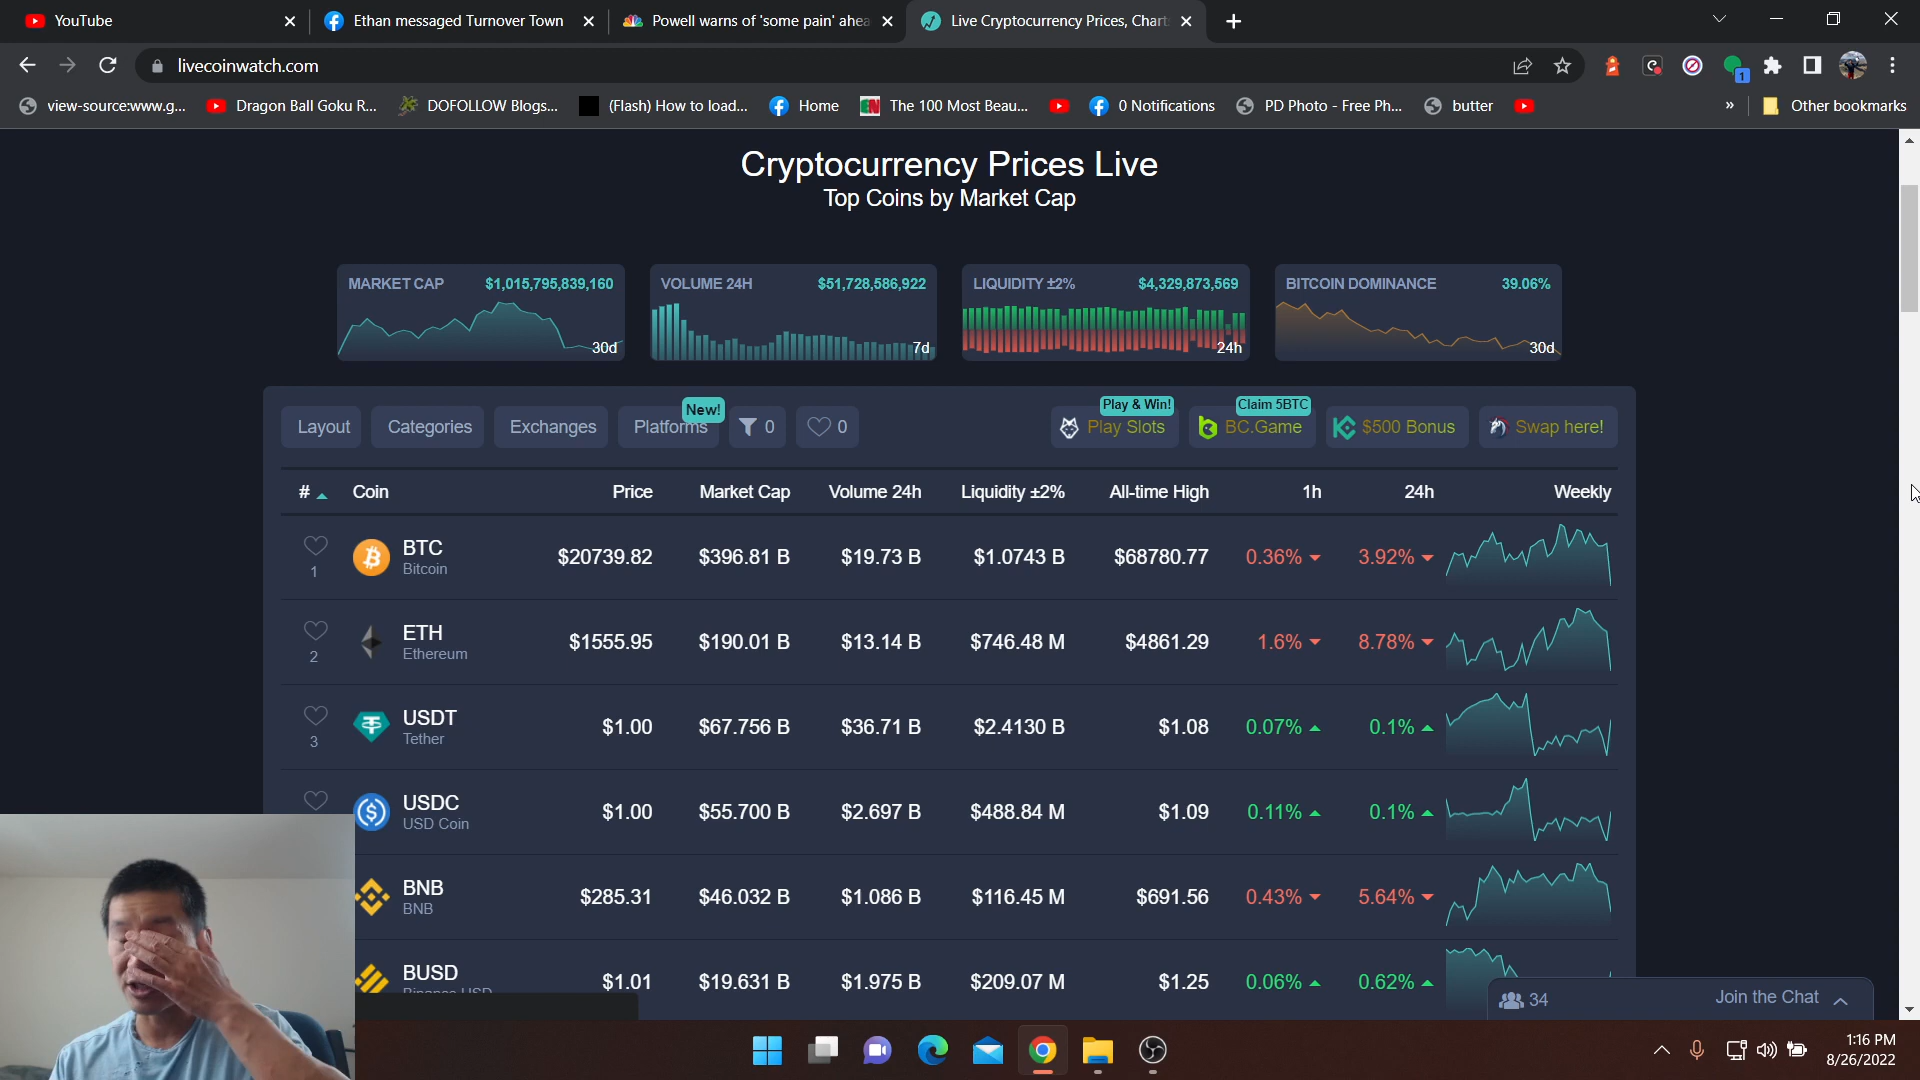 YouTube
Ethan messaged Turnover Town
Powell warns of 'some pain' ahea
Live Cryptocurrency Prices, Chart
livecoinwatch.com
view-source:www.g...
Dragon Ball Goku R...
DOFOLLOW Blogs...
(Flash) How to load...
Home
The 100 Most Beau...
0 Notifications
PD Photo - Free Ph...
butter
»
Other bookmarks
1
Cryptocurrency Prices Live
Top Coins by Market Cap
MARKET CAP $1,015,795,839,160
30d
VOLUME 24H $51,728,586,922
7d
LIQUIDITY ±2% $4,329,873,569
24h
BITCOIN DOMINANCE 39.06%
30d
Layout
Categories
Exchanges
Platforms
New!
0
0
Play & Win!
Play Slots
Claim 5BTC
BC.Game
$500 Bonus
Swap here!
# Coin Price Market Cap Volume 24h Liquidity ±2% All-time High 1h 24h Weekly
1 BTC Bitcoin $20739.82 $396.81 B $19.73 B $1.0743 B $68780.77 0.36% 3.92%
2 ETH Ethereum $1555.95 $190.01 B $13.14 B $746.48 M $4861.29 1.6% 8.78%
3 USDT Tether $1.00 $67.756 B $36.71 B $2.4130 B $1.08 0.07% 0.1%
USDC USD Coin $1.00 $55.700 B $2.697 B $488.84 M $1.09 0.11% 0.1%
BNB BNB $285.31 $46.032 B $1.086 B $116.45 M $691.56 0.43% 5.64%
BUSD Binance USD $1.01 $19.631 B $1.975 B $209.07 M $1.25 0.06% 0.62%
34 Join the Chat
1:16 PM
8/26/2022